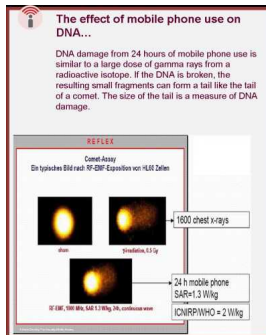 The effect of mobile phone use on
DNA...
DNA damage from 24 hours of mobile phone use is
similar to a large dose of gamma rays from a
radioactive isotope. If the DNA is broken, the
resulting small fragments can form a tail like the tail
of a comet. The size of the tail is a measure of DNA
damage.
REFLEX
Comet-Assay
Ein typisches Bild nach RF-EMF-Exposition von HL60 Zellen
sham
γ-irradiation, 0.5 Gy
1600 chest x-rays
RF-EMF, 1800 MHz, SAR 1.3 W/kg, 24h, continuous wave
24 h mobile phone
SAR=1.3 W/kg
ICNIRP/WHO = 2 W/kg